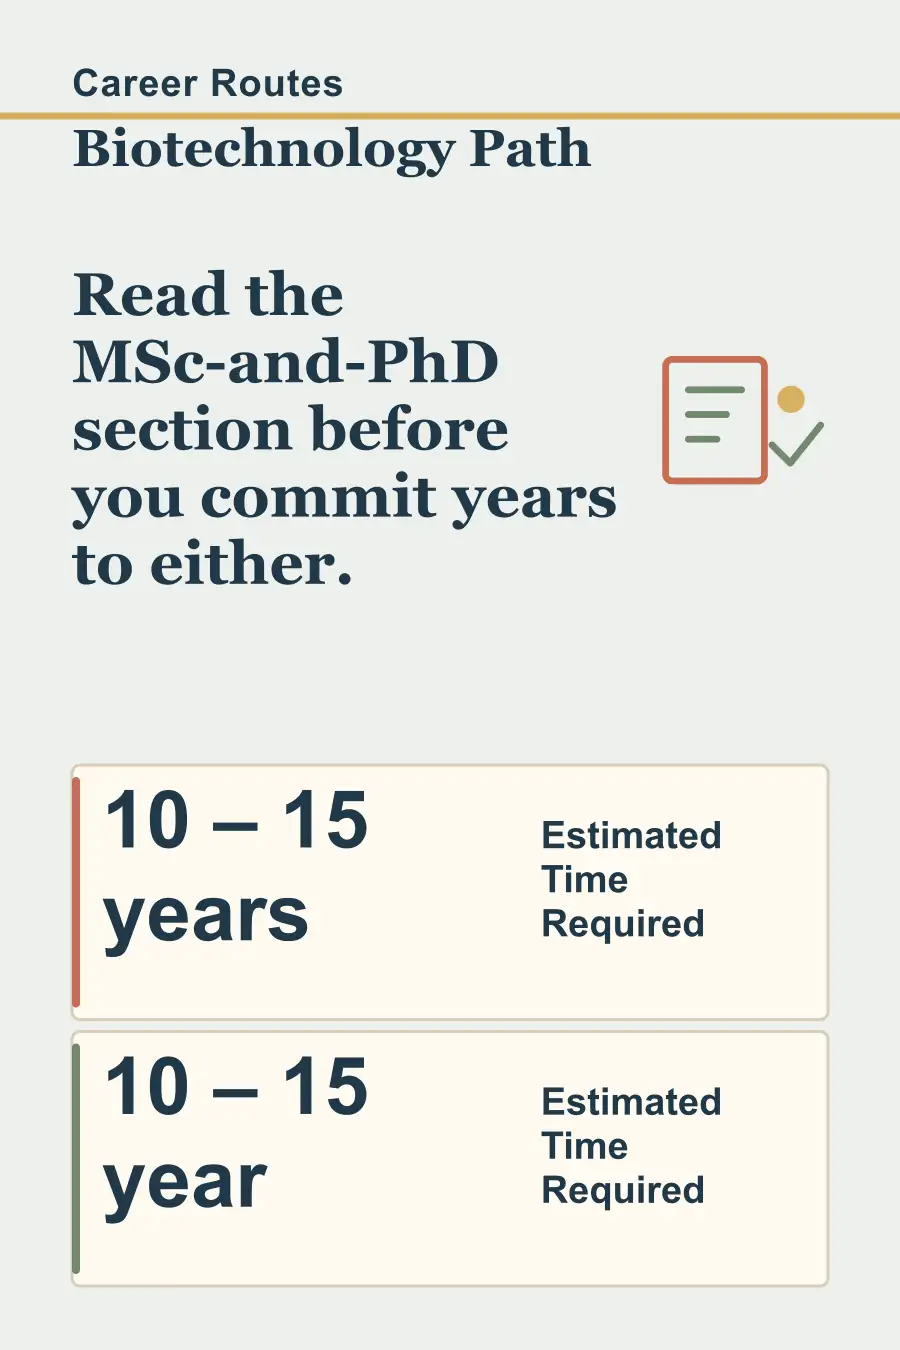 Career Routes
Biotechnology Path
Read the
MSc-and-PhD
section before
you commit years
to either.
10 – 15
years
Estimated
Time
Required
10 – 15
year
Estimated
Time
Required